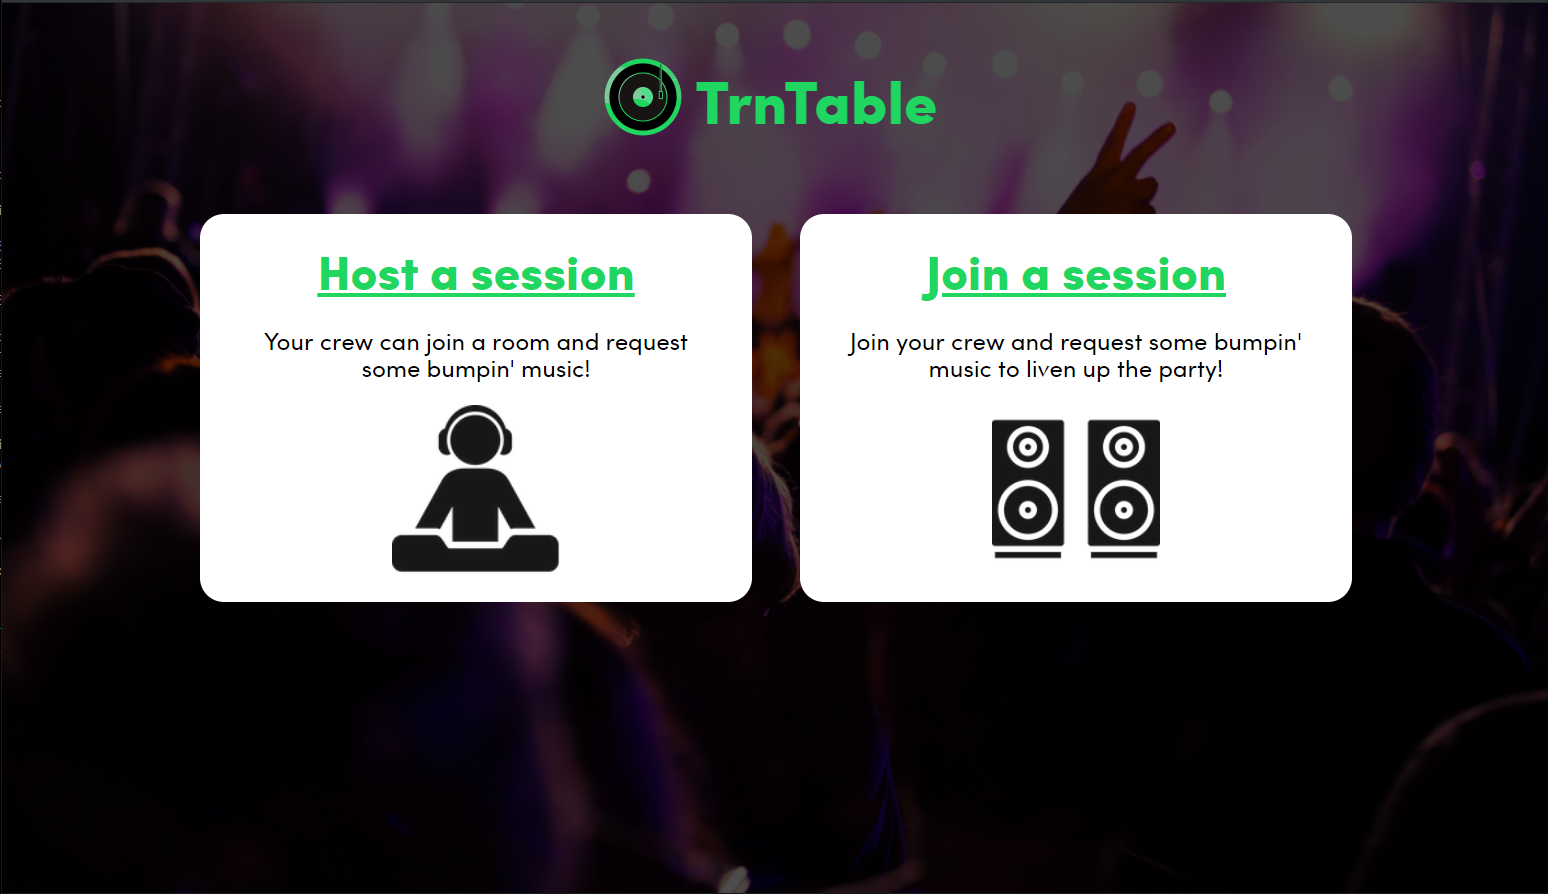 TrnTable
Host a session
Your crew can join a room and request
some bumpin' music!
Join a session
Join your crew and request some bumpin'
music to liven up the party!